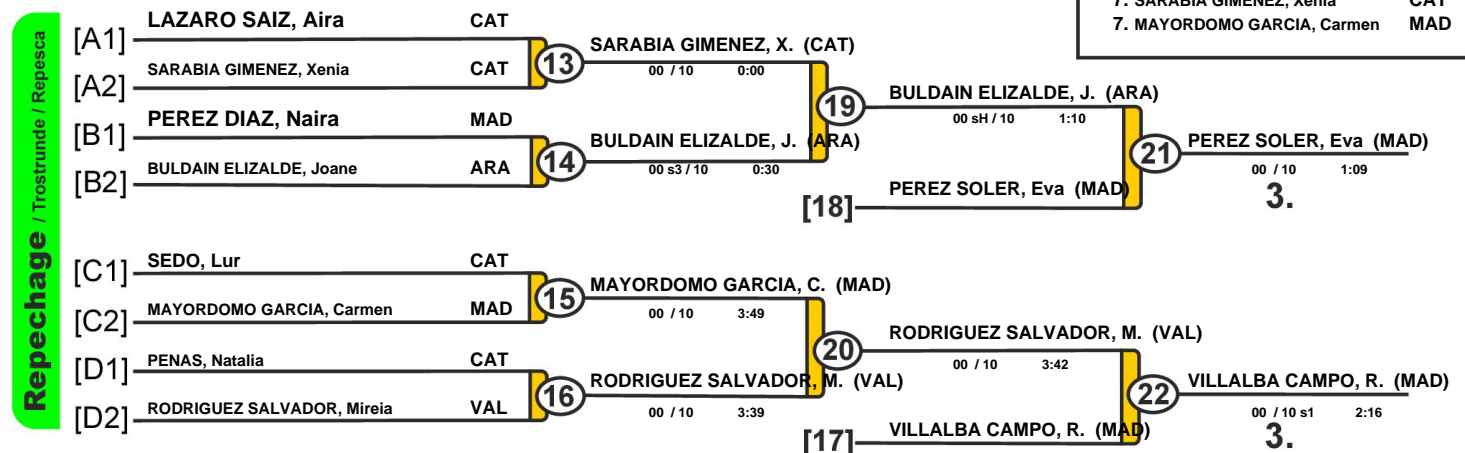 7. SARABIA GIMENEZ, Xenia CAT
7. MAYORDOMO GARCIA, Carmen MAD
Repechage / Trostrunde / Repesca
[A1] LAZARO SAIZ, Aira CAT
[A2] SARABIA GIMENEZ, Xenia CAT
13 SARABIA GIMENEZ, X. (CAT)
00 / 10 0:00
[B1] PEREZ DIAZ, Naira MAD
[B2] BULDAIN ELIZALDE, Joane ARA
14 BULDAIN ELIZALDE, J. (ARA)
00 s3 / 10 0:30
19 BULDAIN ELIZALDE, J. (ARA)
00 sH / 10 1:10
[18] PEREZ SOLER, Eva (MAD)
21 PEREZ SOLER, Eva (MAD)
00 / 10 1:09
3.
[C1] SEDO, Lur CAT
[C2] MAYORDOMO GARCIA, Carmen MAD
15 MAYORDOMO GARCIA, C. (MAD)
00 / 10 3:49
[D1] PENAS, Natalia CAT
[D2] RODRIGUEZ SALVADOR, Mireia VAL
16 RODRIGUEZ SALVADOR, M. (VAL)
00 / 10 3:39
20 RODRIGUEZ SALVADOR, M. (VAL)
00 / 10 3:42
[17] VILLALBA CAMPO, R. (MAD)
22 VILLALBA CAMPO, R. (MAD)
00 / 10 s1 2:16
3.